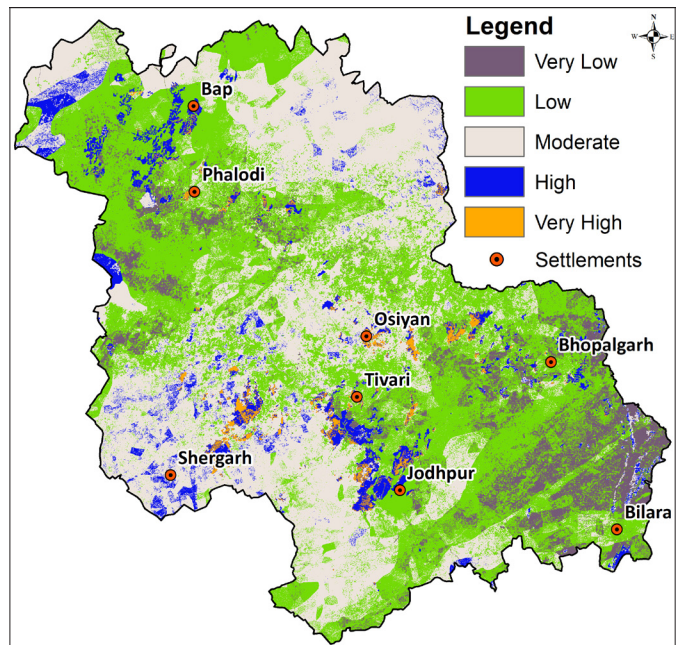 Legend
N
W E
S
Very Low
Low
Moderate
High
Very High
Settlements
Bap
Phalodi
Osiyan
Bhopalgarh
Tivari
Shergarh
Jodhpur
Bilara